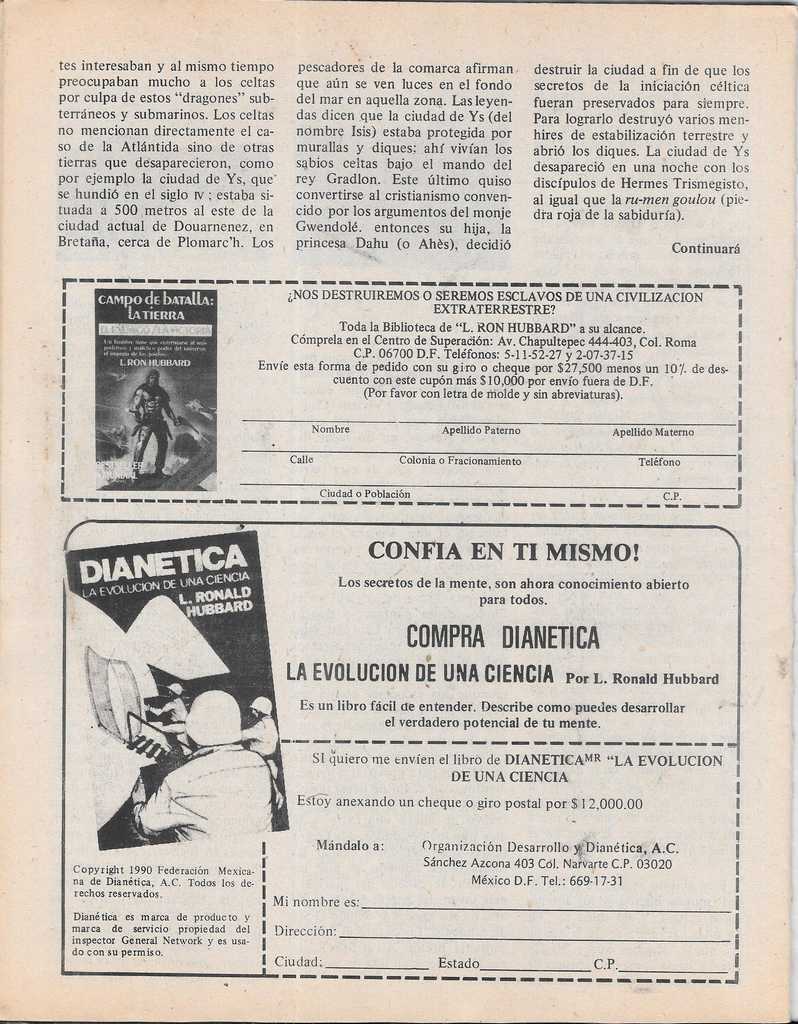 tes interesaban y al mismo tiempo
preocupaban mucho a los celtas
por culpa de estos “dragones” sub-
terráneos y submarinos. Los celtas
no mencionan directamente el ca-
so de la Atlántida sino de otras
tierras que desaparecieron, como
por ejemplo la ciudad de Ys, que
se hundió en el siglo IV; estaba si-
tuada a 500 metros al este de la
ciudad actual de Douarnenez, en
Bretaña, cerca de Plomarc'h. Los
pescadores de la comarca afirman
que aún se ven luces en el fondo
del mar en aquella zona. Las leyen-
das dicen que la ciudad de Ys (del
nombre Isis) estaba protegida por
murallas y diques; ahí vivían los
sabios celtas bajo el mando del
rey Gradlon. Este último quiso
convertirse al cristianismo conven-
cido por los argumentos del monje
Gwendolé, entonces su hija, la
princesa Dahu (o Ahès), decidió
destruir la ciudad a fin de que los
secretos de la iniciación céltica
fueran preservados para siempre.
Para lograrlo destruyó varios men-
hires de estabilización terrestre y
abrió los diques. La ciudad de Ys
desapareció en una noche con los
discípulos de Hermes Trismegisto,
al igual que la ru-men goulou (pie-
dra roja de la sabiduría).
Continuará
CAMPO de BATALLA:
LA TIERRA
EL ENEMIGO / LA VICTORIA
L. RON HUBBARD
¿NOS DESTRUIREMOS O SEREMOS ESCLAVOS DE UNA CIVILIZACION
EXTRATERRESTRE?
Toda la Biblioteca de “L. RON HUBBARD” a su alcance.
Cómprela en el Centro de Superación: Av. Chapultepec 444-403, Col. Roma
C.P. 06700 D.F. Teléfonos: 5-11-52-27 y 2-07-37-15
Envíe esta forma de pedido con su giro o cheque por $27,500 menos un 10% de des-
cuento con este cupón más $10,000 por envío fuera de D.F.
(Por favor con letra de molde y sin abreviaturas).
Nombre Apellido Paterno Apellido Materno
Calle Colonia o Fraccionamiento Teléfono
Ciudad o Población C.P.
DIANETICA
LA EVOLUCION DE UNA CIENCIA
L. RONALD
HUBBARD
CONFIA EN TI MISMO!
Los secretos de la mente, son ahora conocimiento abierto
para todos.
COMPRA DIANETICA
LA EVOLUCION DE UNA CIENCIA Por L. Ronald Hubbard
Es un libro fácil de entender. Describe como puedes desarrollar
el verdadero potencial de tu mente.
SI quiero me envíen el libro de DIANETICAMR “LA EVOLUCION
DE UNA CIENCIA
Estoy anexando un cheque o giro postal por $12,000.00
Mándalo a: Organización Desarrollo y Dianética, A.C.
Sánchez Azcona 403 Col. Narvarte C.P. 03020
México D.F. Tel.: 669-17-31
Mi nombre es:
Dirección:
Ciudad: Estado C.P.
Copyright 1990 Federación Mexica-
na de Dianética, A.C. Todos los de-
rechos reservados.
Dianética es marca de producto y
marca de servicio propiedad del
inspector General Network y es usa-
do con su permiso.